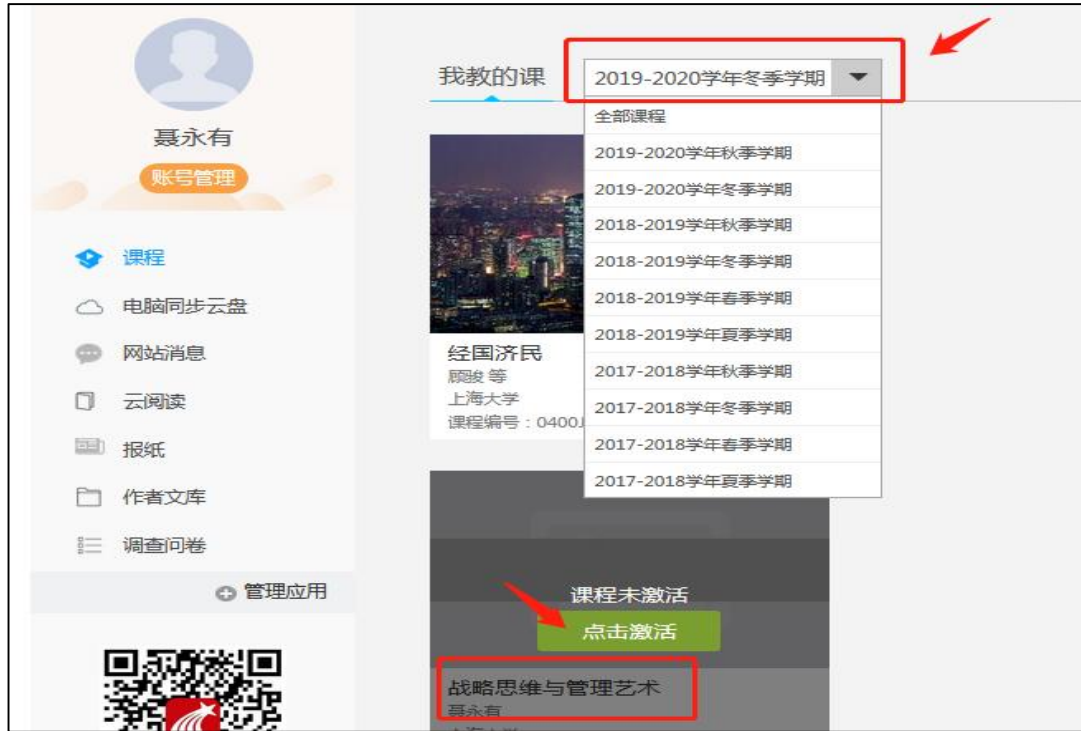 聂永有
账号管理
课程
电脑同步云盘
网站消息
云阅读
报纸
作者文库
调查问卷
管理应用
我教的课
2019-2020学年冬季学期
全部课程
2019-2020学年秋季学期
2019-2020学年冬季学期
2018-2019学年秋季学期
2018-2019学年冬季学期
2018-2019学年春季学期
2018-2019学年夏季学期
2017-2018学年秋季学期
2017-2018学年冬季学期
2017-2018学年春季学期
2017-2018学年夏季学期
经国济民
顾骏 等
上海大学
课程编号：0400J
课程未激活
点击激活
战略思维与管理艺术
聂永有